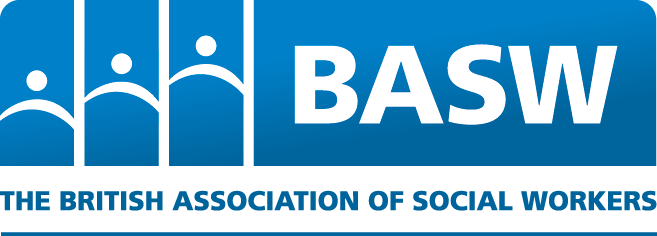 BASW
THE BRITISH ASSOCIATION OF SOCIAL WORKERS